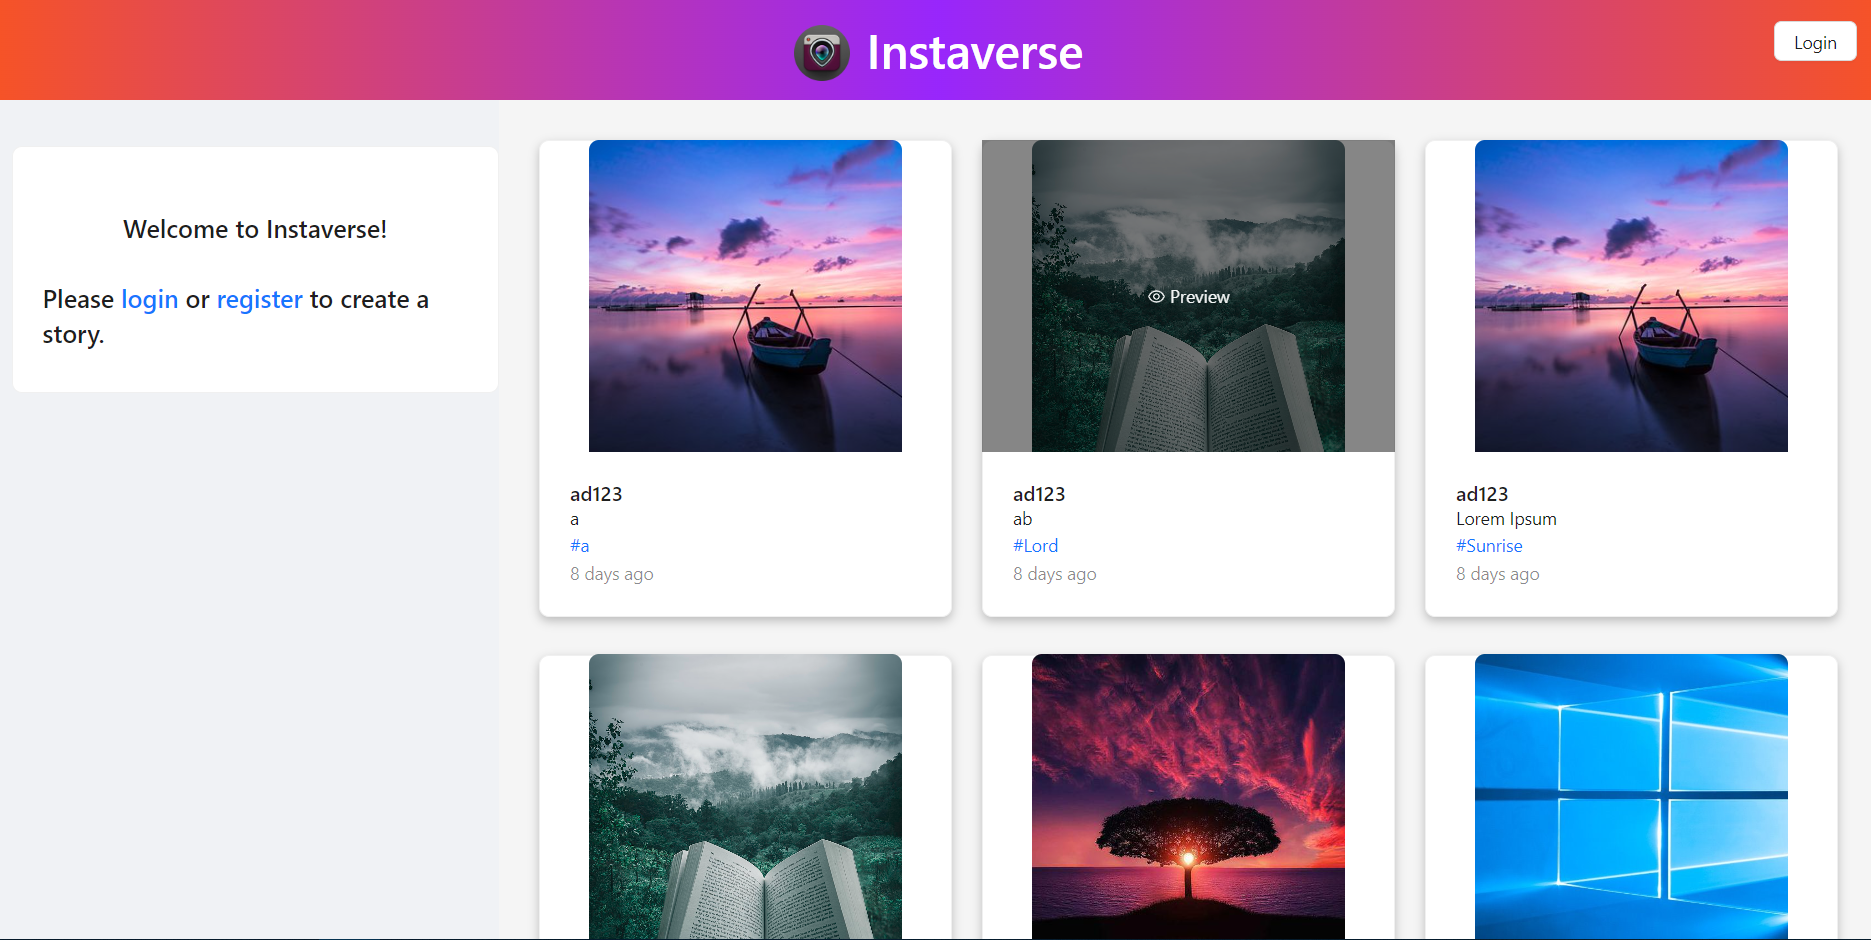 Instaverse
Login
Welcome to Instaverse!
Please login or register to create a
story.
Preview
ad123
a
#a
8 days ago
ad123
ab
#Lord
8 days ago
ad123
Lorem Ipsum
#Sunrise
8 days ago